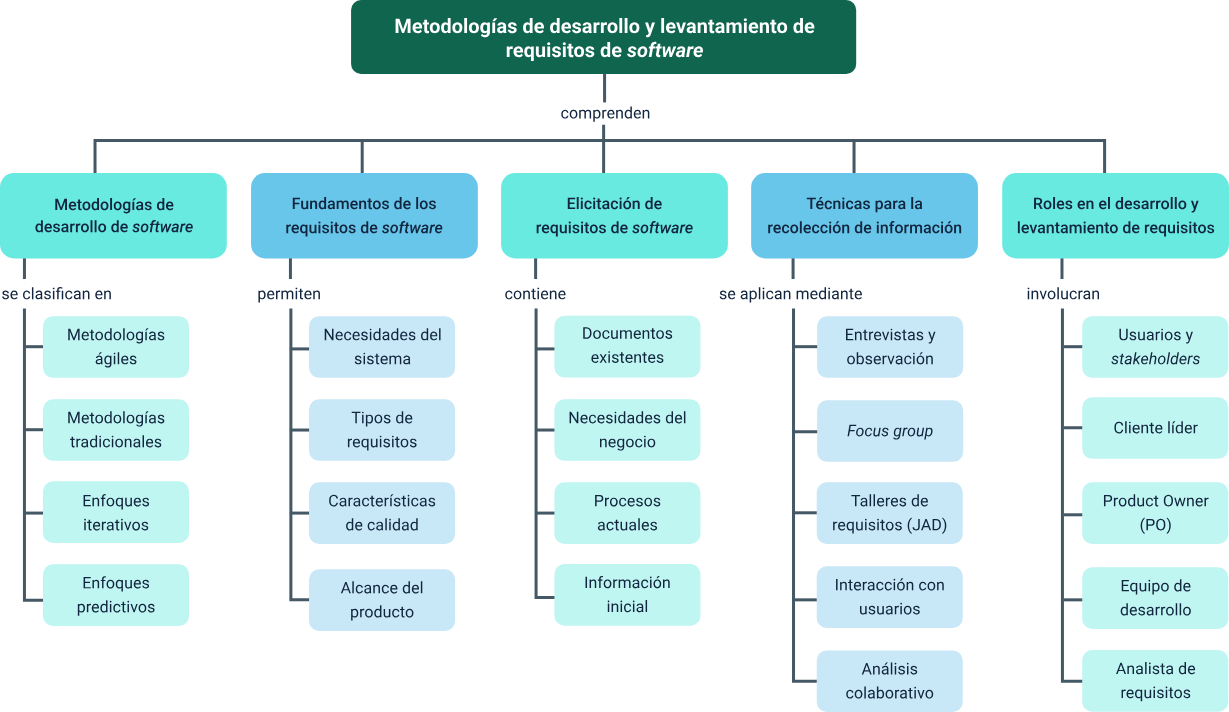 Metodologías de desarrollo y levantamiento de
requisitos de software
comprenden
Metodologías de
desarrollo de software
se clasifican en
Metodologías
ágiles
Metodologías
tradicionales
Enfoques
iterativos
Enfoques
predictivos
Fundamentos de los
requisitos de software
permiten
Necesidades del
sistema
Tipos de
requisitos
Características
de calidad
Alcance del
producto
Elicitación de
requisitos de software
contiene
Documentos
existentes
Necesidades del
negocio
Procesos
actuales
Información
inicial
Técnicas para la
recolección de información
se aplican mediante
Entrevistas y
observación
Focus group
Talleres de
requisitos (JAD)
Interacción con
usuarios
Análisis
colaborativo
Roles en el desarrollo y
levantamiento de requisitos
involucran
Usuarios y
stakeholders
Cliente líder
Product Owner
(PO)
Equipo de
desarrollo
Analista de
requisitos